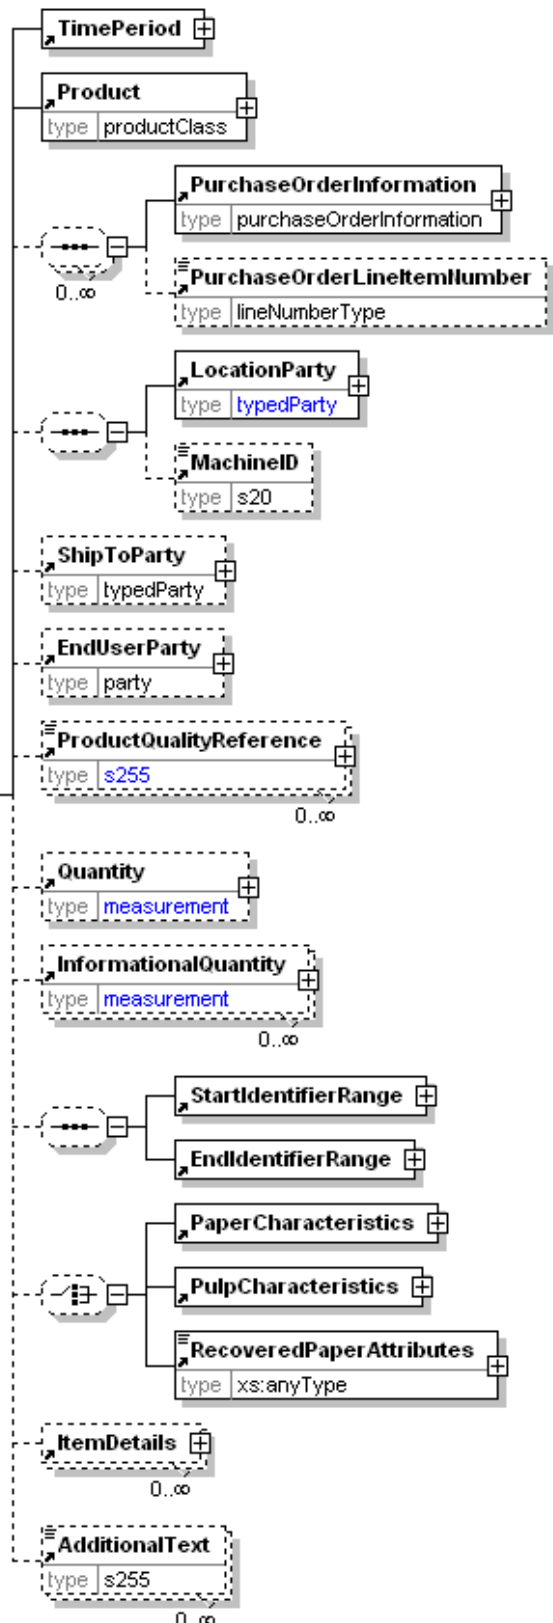 TimePeriod
Product
type productClass
PurchaseOrderInformation
type purchaseOrderInformation
0..∞
PurchaseOrderLineItemNumber
type lineNumberType
LocationParty
type typedParty
MachineID
type s20
ShipToParty
type typedParty
EndUserParty
type party
ProductQualityReference
type s255
0..∞
Quantity
type measurement
InformationalQuantity
type measurement
0..∞
StartIdentifierRange
EndIdentifierRange
PaperCharacteristics
PulpCharacteristics
RecoveredPaperAttributes
type xs:anyType
ItemDetails
0..∞
AdditionalText
type s255
0..∞